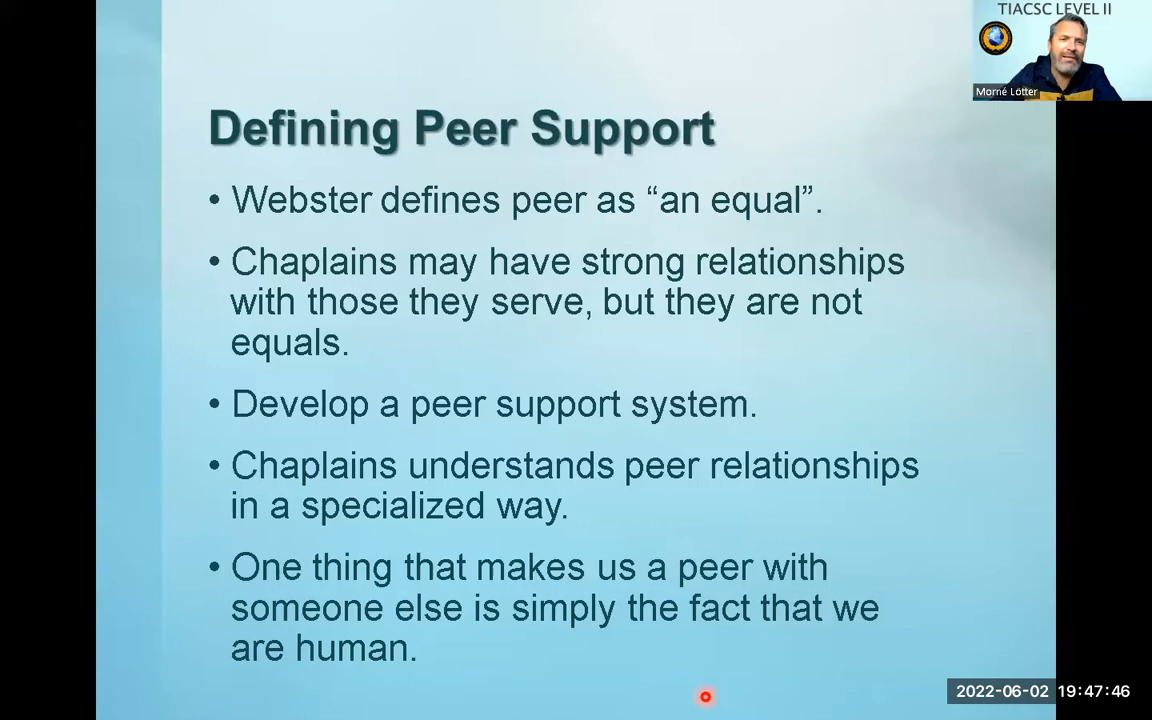 TIACSC LEVEL II
Morné Lötter
Defining Peer Support
• Webster defines peer as “an equal”.
• Chaplains may have strong relationships
with those they serve, but they are not
equals.
• Develop a peer support system.
• Chaplains understands peer relationships
in a specialized way.
• One thing that makes us a peer with
someone else is simply the fact that we
are human.
2022-06-02 19:47:46